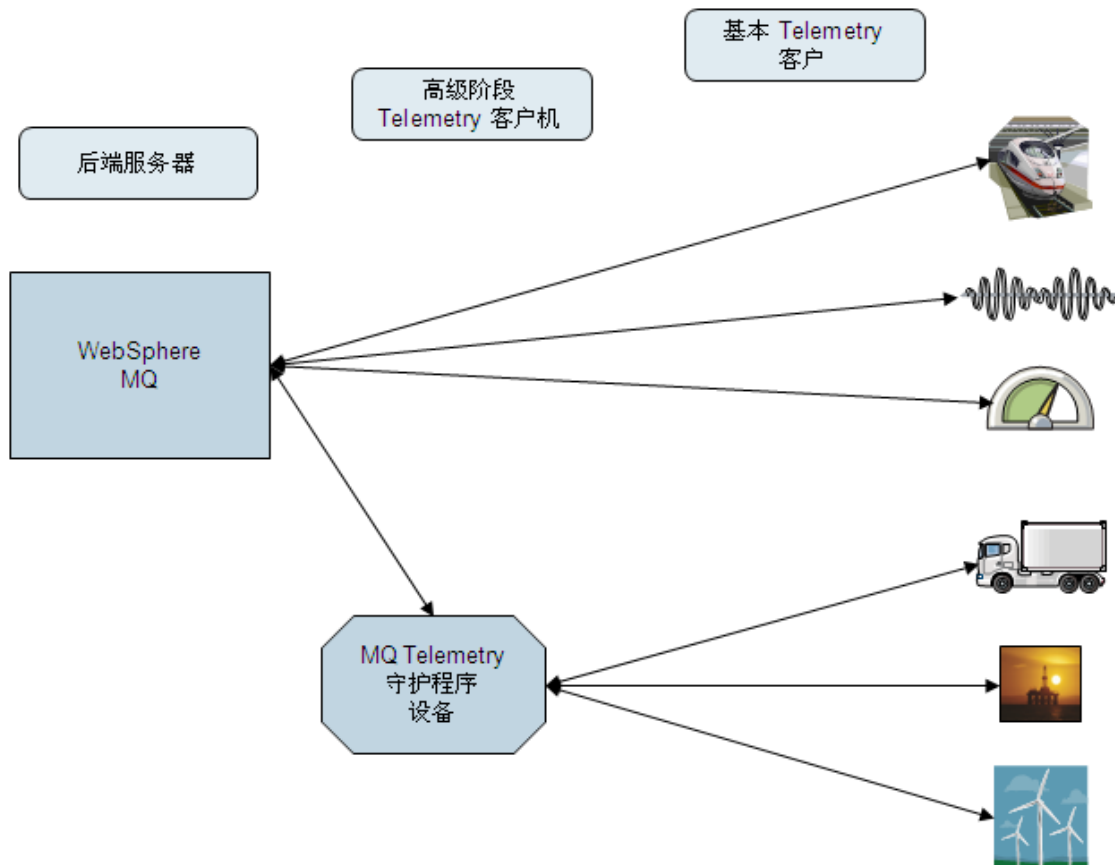 基本 Telemetry
客户
高级阶段
Telemetry 客户机
后端服务器
WebSphere
MQ
MQ Telemetry
守护程序
设备